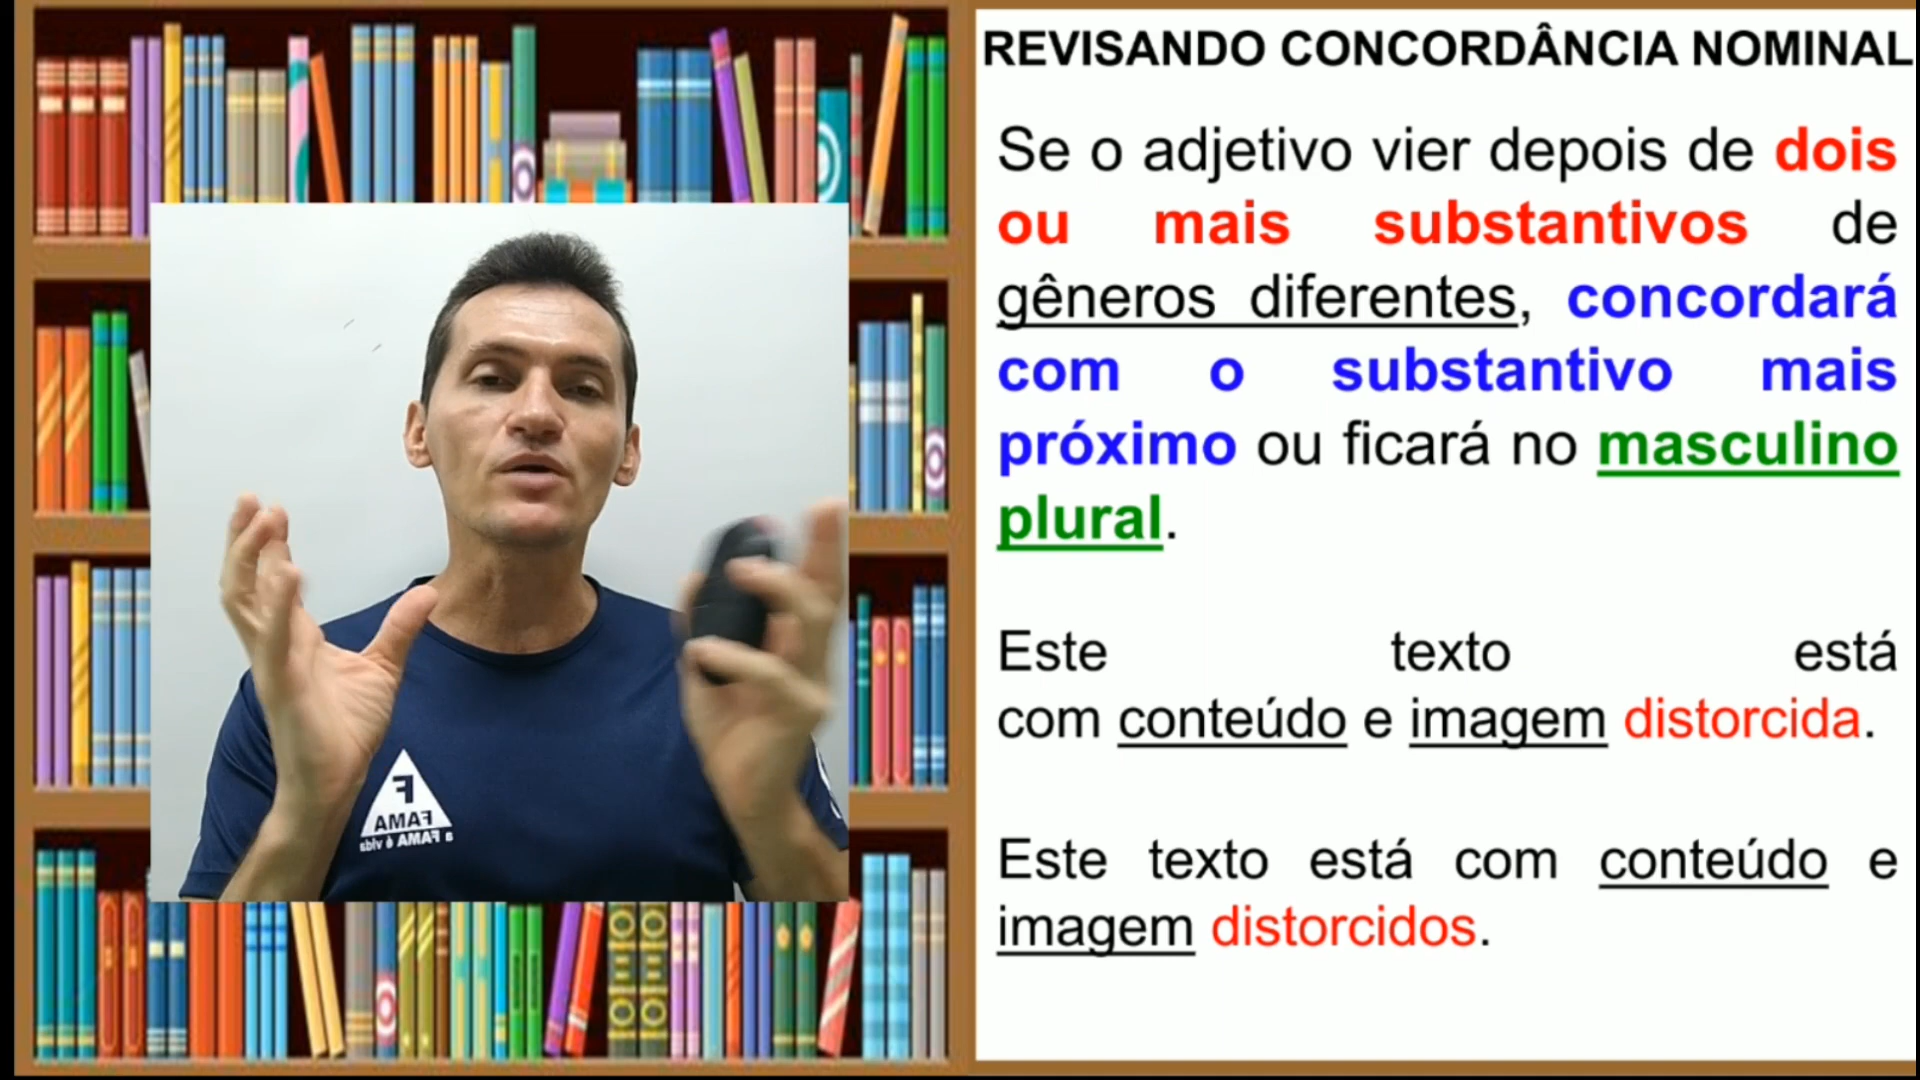 REVISANDO CONCORDÂNCIA NOMINAL
Se o adjetivo vier depois de dois
ou mais substantivos de
gêneros diferentes, concordará
com o substantivo mais
próximo ou ficará no masculino
plural.
Este texto está
com conteúdo e imagem distorcida.
Este texto está com conteúdo e
imagem distorcidos.
F
FAMA
a FAMA é vida